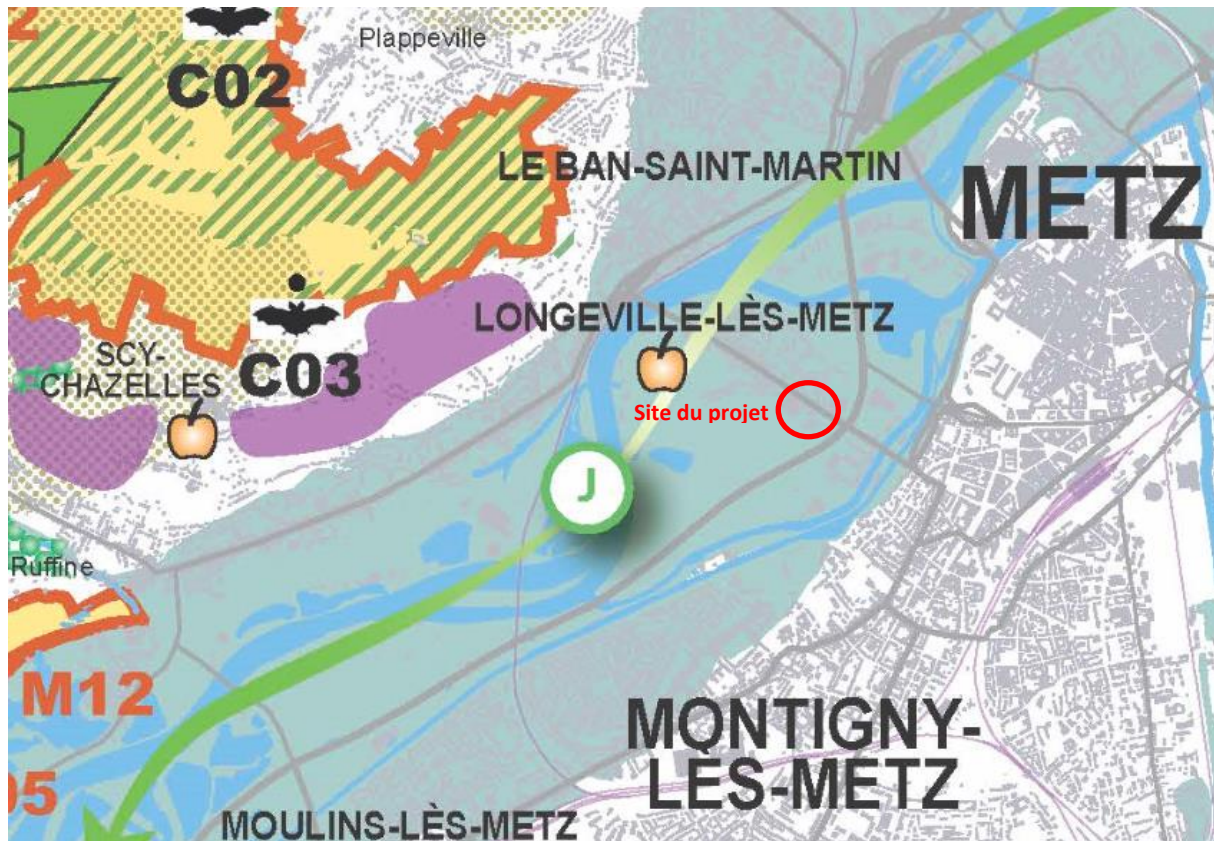 Plappeville
C02
LE BAN-SAINT-MARTIN
METZ
LONGEVILLE-LÈS-METZ
SCY-
CHAZELLES
C03
Site du projet
J
Ruffine
M12
MONTIGNY-
LÈS-METZ
05
MOULINS-LÈS-METZ